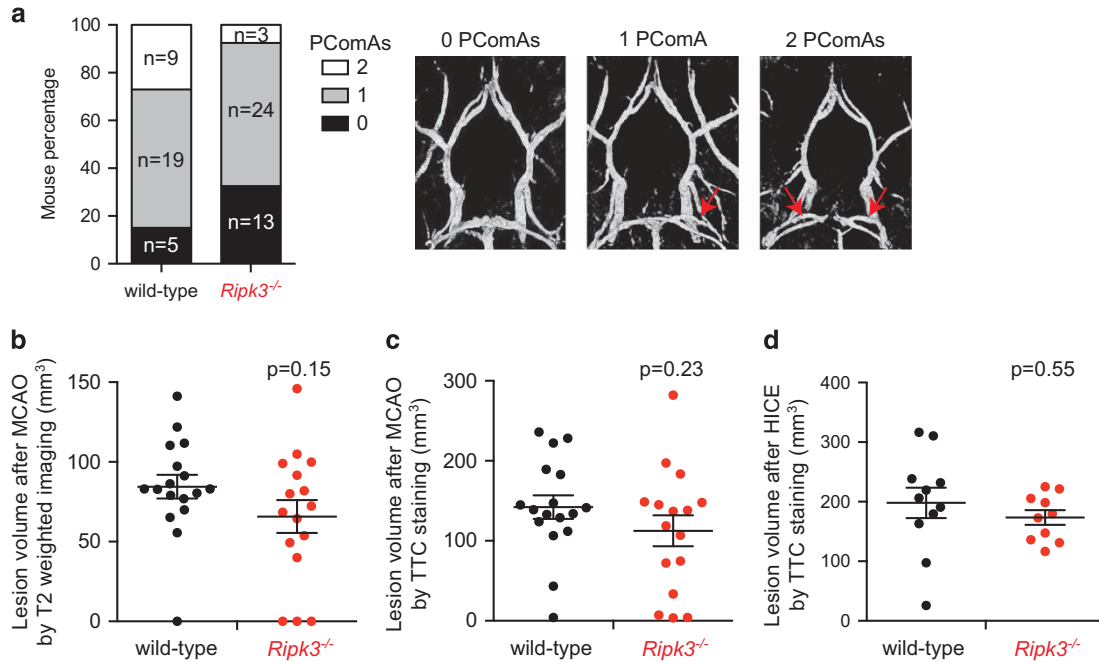 a
100
80
60
40
20
0
Mouse percentage
n=9
n=19
n=5
n=3
n=24
n=13
wild-type
Ripk3-/-
PComAs
2
1
0
0 PComAs
1 PComA
2 PComAs
b
Lesion volume after MCAO
by T2 weighted imaging (mm³)
150
100
50
0
p=0.15
wild-type
Ripk3-/-
c
Lesion volume after MCAO
by TTC staining (mm³)
300
200
100
0
p=0.23
wild-type
Ripk3-/-
d
Lesion volume after HICE
by TTC staining (mm³)
400
300
200
100
0
p=0.55
wild-type
Ripk3-/-